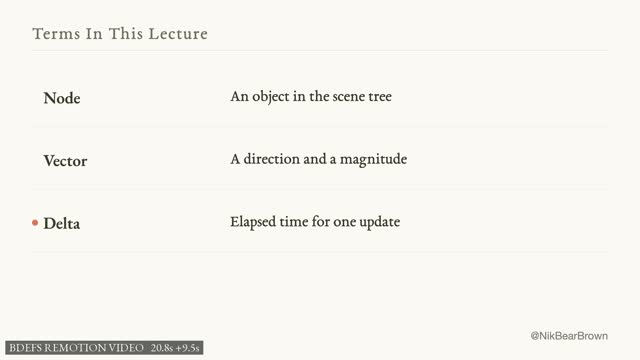 Terms In This Lecture
Node An object in the scene tree
Vector A direction and a magnitude
Delta Elapsed time for one update
@NikBearBrown
BDEFS REMOTION VIDEO 20.8s +9.5s